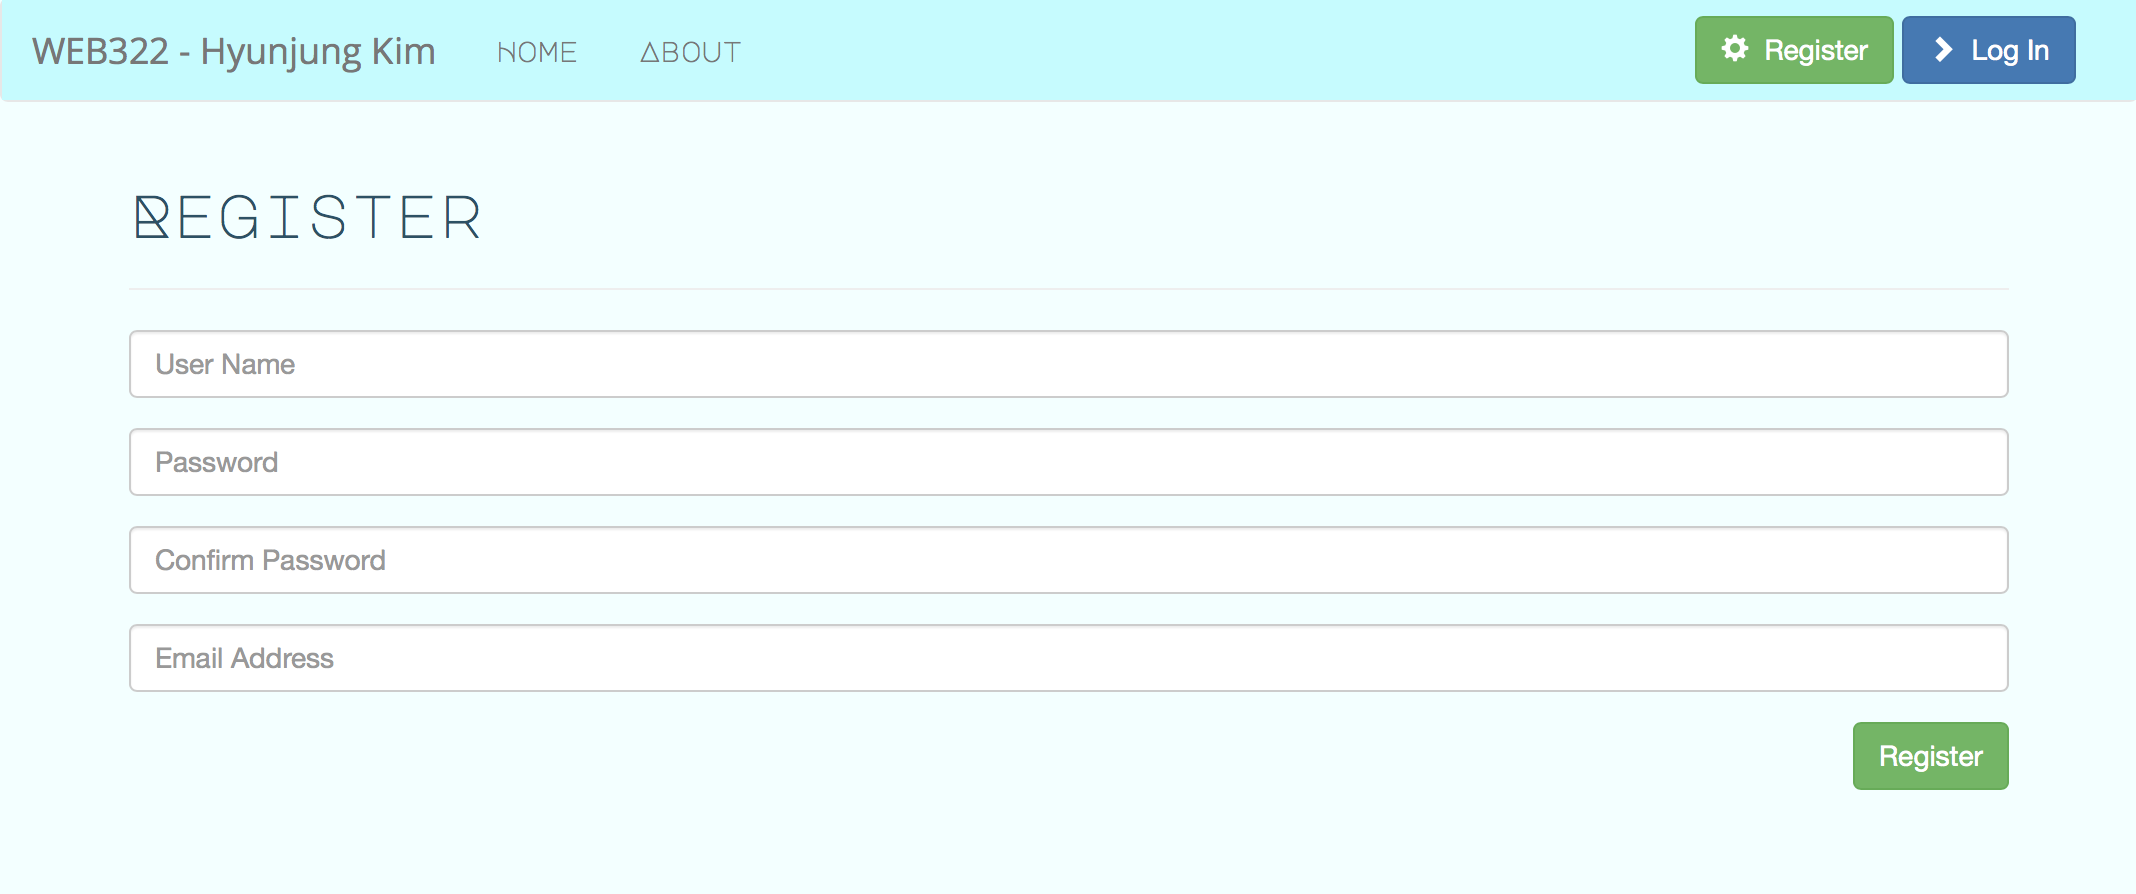 WEB322 - Hyunjung Kim HOME ABOUT Register Log In
REGISTER
User Name
Password
Confirm Password
Email Address
Register